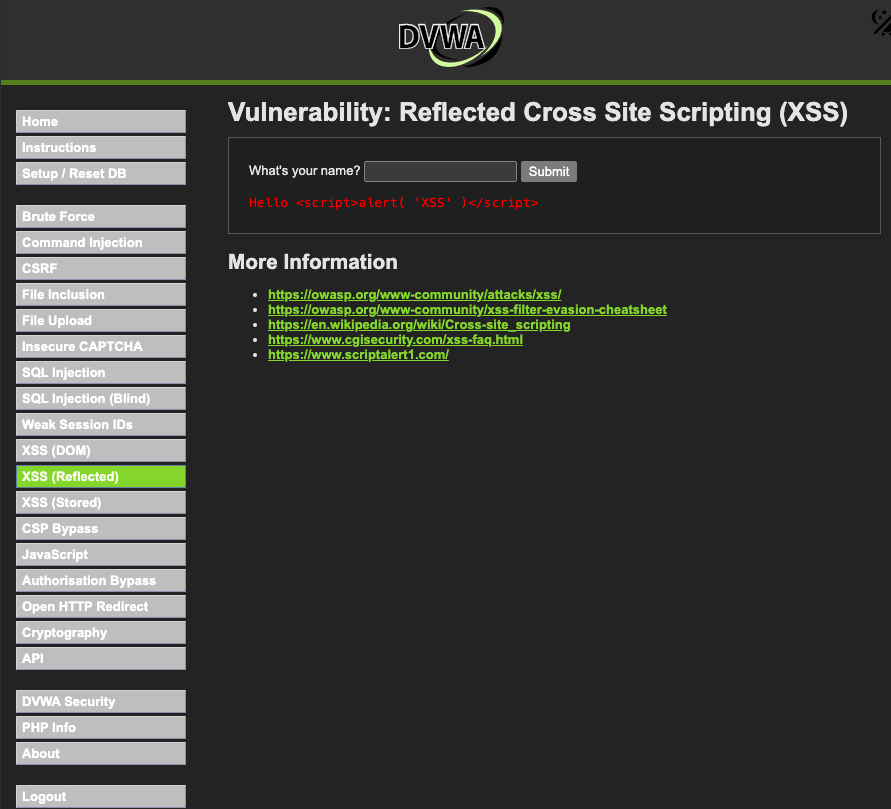 DVWA
Home
Instructions
Setup / Reset DB
Brute Force
Command Injection
CSRF
File Inclusion
File Upload
Insecure CAPTCHA
SQL Injection
SQL Injection (Blind)
Weak Session IDs
XSS (DOM)
XSS (Reflected)
XSS (Stored)
CSP Bypass
JavaScript
Authorisation Bypass
Open HTTP Redirect
Cryptography
API
DVWA Security
PHP Info
About
Logout
Vulnerability: Reflected Cross Site Scripting (XSS)
What's your name? Submit
Hello <script>alert( 'XSS' )</script>
More Information
https://owasp.org/www-community/attacks/xss/
https://owasp.org/www-community/xss-filter-evasion-cheatsheet
https://en.wikipedia.org/wiki/Cross-site_scripting
https://www.cgisecurity.com/xss-faq.html
https://www.scriptalert1.com/